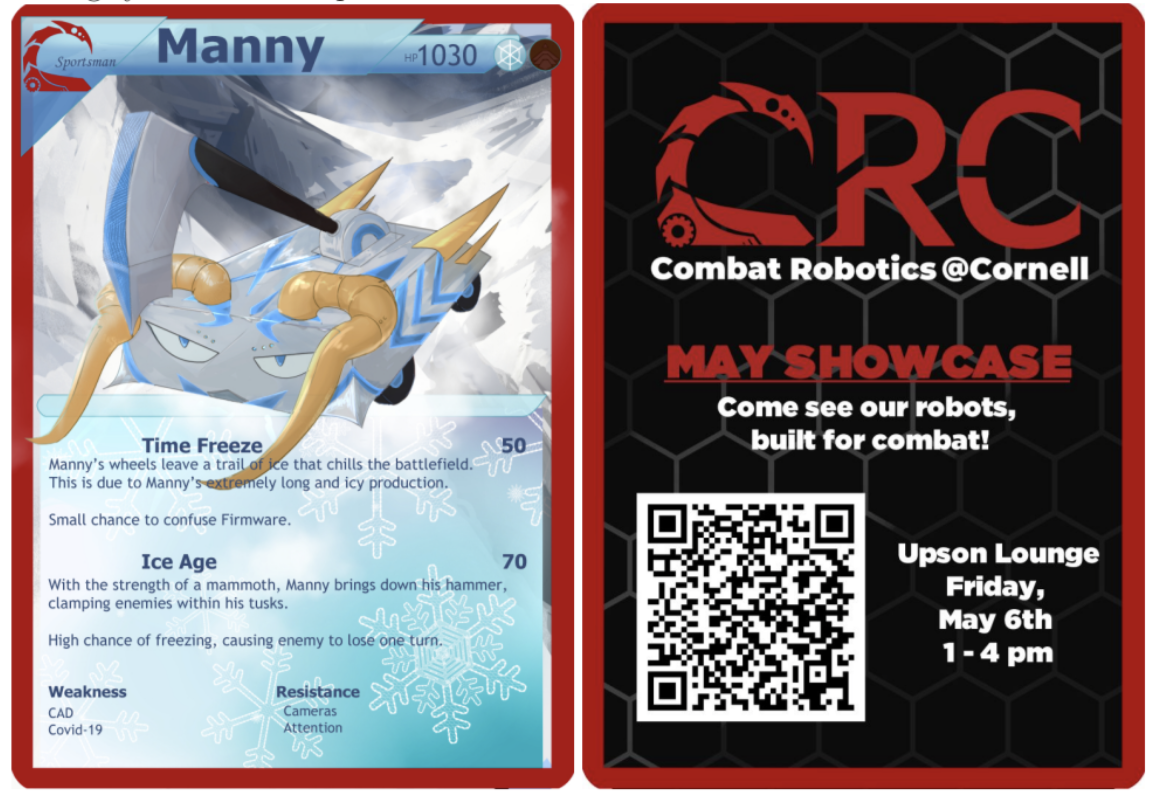 Sportsman
Manny
HP 1030
Time Freeze 50
Manny's wheels leave a trail of ice that chills the battlefield.
This is due to Manny's extremely long and icy production.
Small chance to confuse Firmware.
Ice Age 70
With the strength of a mammoth, Manny brings down his hammer,
clamping enemies within his tusks.
High chance of freezing, causing enemy to lose one turn.
Weakness
CAD
Covid-19
Resistance
Cameras
Attention
CRC
Combat Robotics @Cornell
MAY SHOWCASE
Come see our robots,
built for combat!
Upson Lounge
Friday,
May 6th
1 - 4 pm